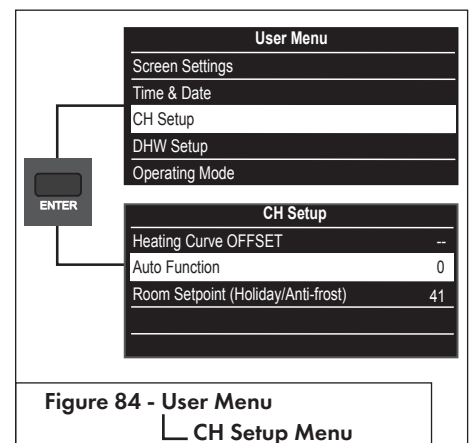 User Menu
Screen Settings
Time & Date
CH Setup
DHW Setup
Operating Mode
ENTER
CH Setup
Heating Curve OFFSET --
Auto Function 0
Room Setpoint (Holiday/Anti-frost) 41
Figure 84 - User Menu
CH Setup Menu